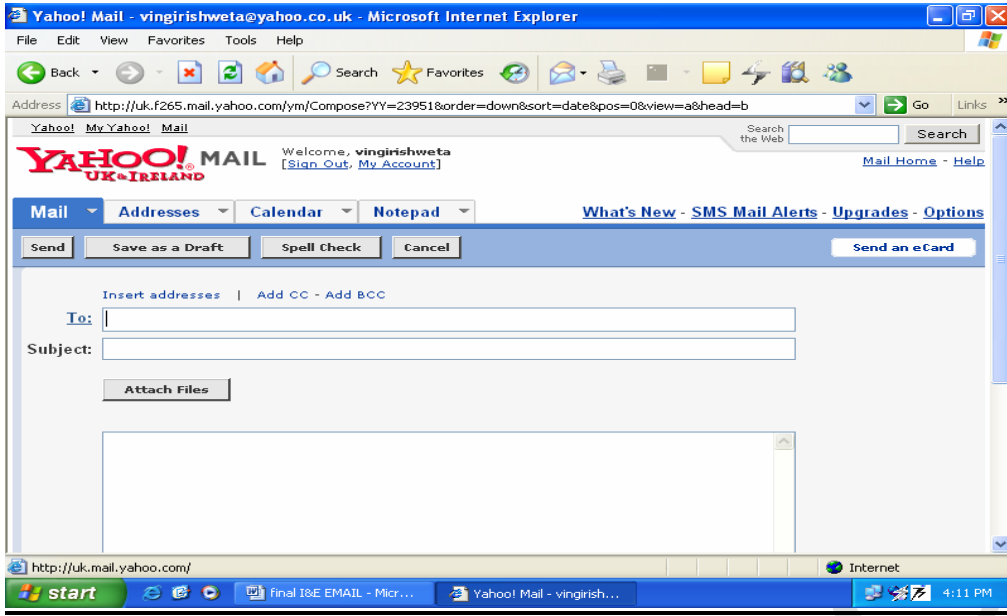 Yahoo! Mail - vingirishweta@yahoo.co.uk - Microsoft Internet Explorer
File Edit View Favorites Tools Help
Back Search Favorites
Address http://uk.f265.mail.yahoo.com/ym/Compose?YY=23951&order=down&sort=date&pos=0&view=a&head=b Go Links »
Yahoo! My Yahoo! Mail Search the Web Search
YAHOO! MAIL UK & IRELAND
Welcome, vingirishweta
[Sign Out, My Account]
Mail Home - Help
Mail Addresses Calendar Notepad What's New - SMS Mail Alerts - Upgrades - Options
Send Save as a Draft Spell Check Cancel Send an eCard
Insert addresses | Add CC - Add BCC
To:
Subject:
Attach Files
http://uk.mail.yahoo.com/ Internet
start final I&E EMAIL - Micr... Yahoo! Mail - vingirish... 4:11 PM